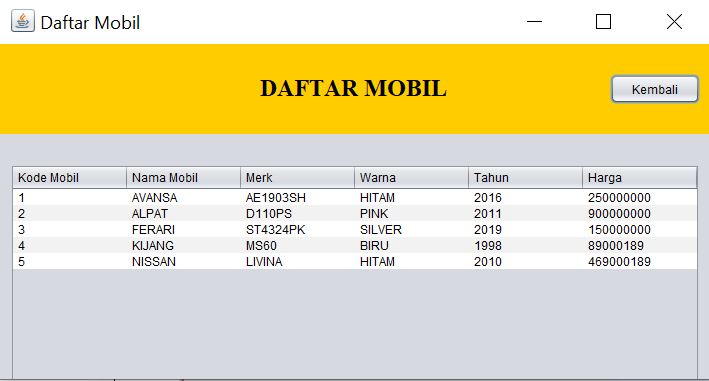 Daftar Mobil
DAFTAR MOBIL
Kembali
Kode Mobil Nama Mobil Merk Warna Tahun Harga
1 AVANSA AE1903SH HITAM 2016 250000000
2 ALPAT D110PS PINK 2011 900000000
3 FERARI ST4324PK SILVER 2019 150000000
4 KIJANG MS60 BIRU 1998 89000189
5 NISSAN LIVINA HITAM 2010 469000189